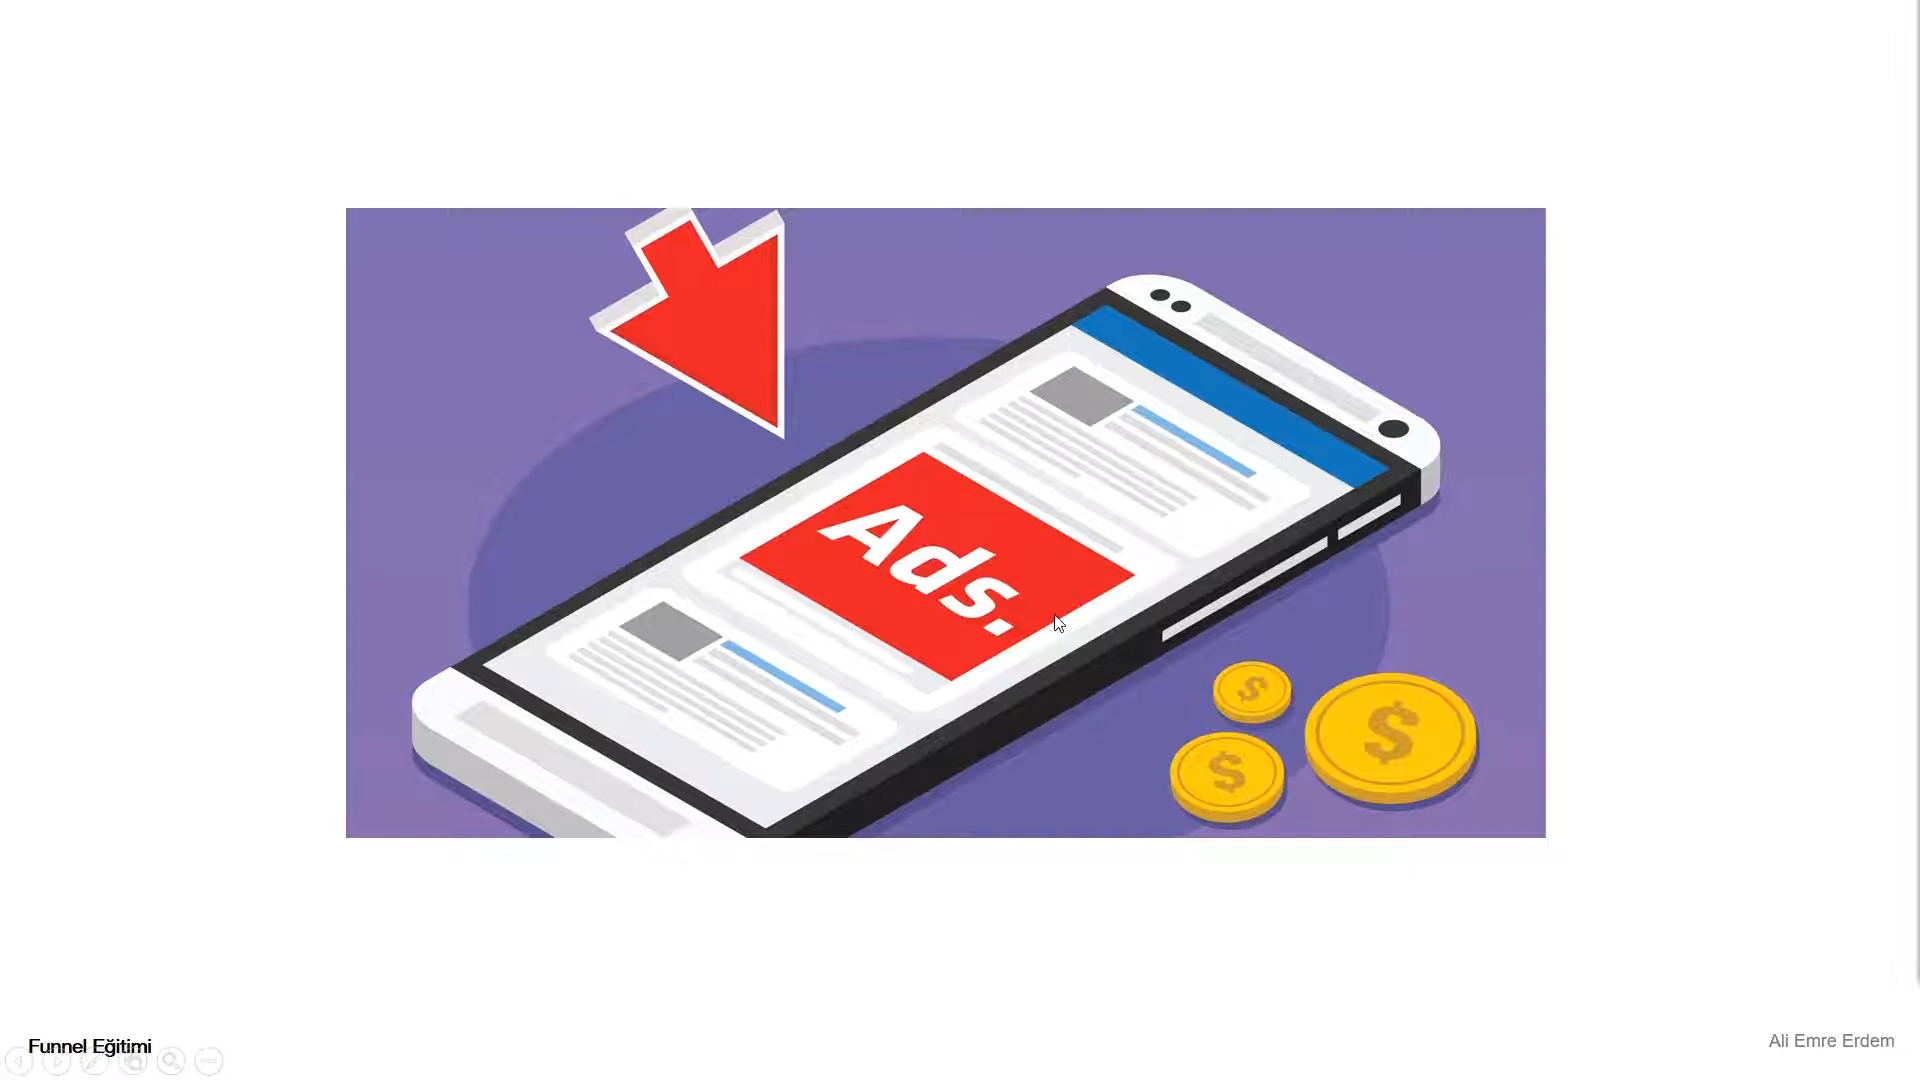 Ads.
$
$
$
Funnel Eğitimi
Ali Emre Erdem